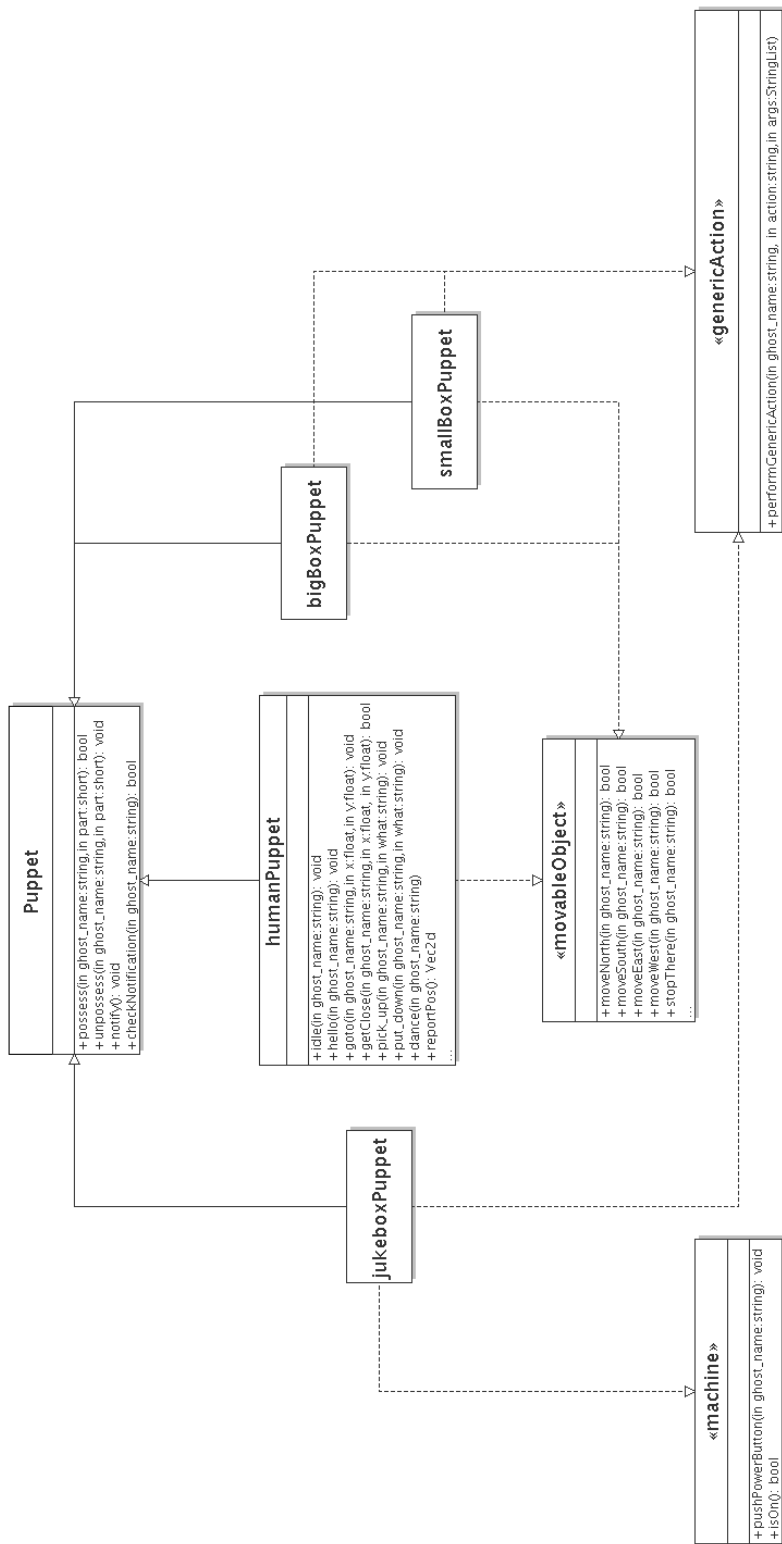 Puppet
+possess(in ghost_name:string,in part:short): bool
+unpossess(in ghost_name:string,in part:short): void
+notify(): void
+checkNotification(in ghost_name:string): bool
jukeboxPuppet
humanPuppet
+idle(in ghost_name:string): void
+hello(in ghost_name:string): void
+goto(in ghost_name:string,in x:float,in y:float): void
+getClose(in ghost_name:string,in x:float, in y:float): bool
+pick_up(in ghost_name:string,in what:string): void
+put_down(in ghost_name:string,in what:string): void
+dance(in ghost_name:string)
+reportPos(): Vec2d
...
bigBoxPuppet
smallBoxPuppet
«machine»
+pushPowerButton(in ghost_name:string): void
+isOn(): bool
«movableObject»
+moveNorth(in ghost_name:string): bool
+moveSouth(in ghost_name:string): bool
+moveEast(in ghost_name:string): bool
+moveWest(in ghost_name:string): bool
+stopThere(in ghost_name:string): bool
...
«genericAction»
+performGenericAction(in ghost_name:string, in action:string,in args:StringList)